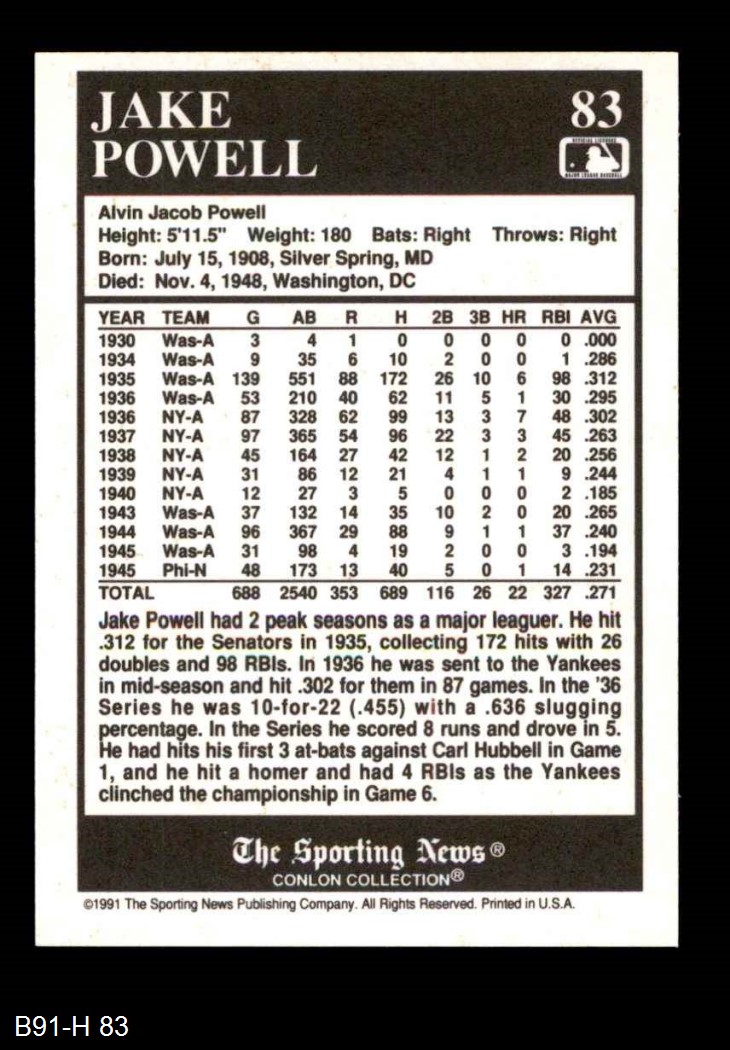 JAKE
POWELL
83
Alvin Jacob Powell
Height: 5'11.5" Weight: 180 Bats: Right Throws: Right
Born: July 15, 1908, Silver Spring, MD
Died: Nov. 4, 1948, Washington, DC
YEAR TEAM G AB R H 2B 3B HR RBI AVG
1930 Was-A 3 4 1 0 0 0 0 0 .000
1934 Was-A 9 35 6 10 2 0 0 1 .286
1935 Was-A 139 551 88 172 26 10 6 98 .312
1936 Was-A 53 210 40 62 11 5 1 30 .295
1936 NY-A 87 328 62 99 13 3 7 48 .302
1937 NY-A 97 365 54 96 22 3 3 45 .263
1938 NY-A 45 164 27 42 12 1 2 20 .256
1939 NY-A 31 86 12 21 4 1 1 9 .244
1940 NY-A 12 27 3 5 0 0 0 2 .185
1943 Was-A 37 132 14 35 10 2 0 20 .265
1944 Was-A 96 367 29 88 9 1 1 37 .240
1945 Was-A 31 98 4 19 2 0 0 3 .194
1945 Phi-N 48 173 13 40 5 0 1 14 .231
TOTAL 688 2540 353 689 116 26 22 327 .271
Jake Powell had 2 peak seasons as a major leaguer. He hit
.312 for the Senators in 1935, collecting 172 hits with 26
doubles and 98 RBIs. In 1936 he was sent to the Yankees
in mid-season and hit .302 for them in 87 games. In the '36
Series he was 10-for-22 (.455) with a .636 slugging
percentage. In the Series he scored 8 runs and drove in 5.
He had hits his first 3 at-bats against Carl Hubbell in Game
1, and he hit a homer and had 4 RBIs as the Yankees
clinched the championship in Game 6.
The Sporting News®
CONLON COLLECTION®
©1991 The Sporting News Publishing Company. All Rights Reserved. Printed in U.S.A.
B91-H 83